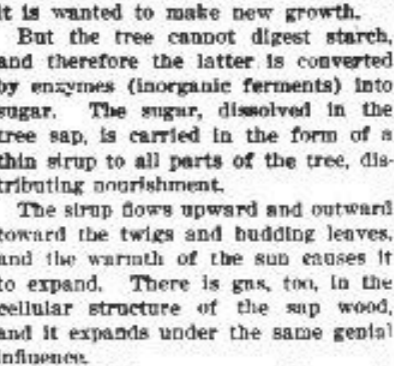 it is wanted to make new growth.
But the tree cannot digest starch,
and therefore the latter is converted
by enzymes (inorganic ferments) into
sugar. The sugar, dissolved in the
tree sap, is carried in the form of a
thin sirup to all parts of the tree, dis-
tributing nourishment.
The sirup flows upward and outward
toward the twigs and budding leaves,
and the warmth of the sun causes it
to expand. There is gas, too, in the
cellular structure of the sap wood,
and it expands under the same genial
influence.